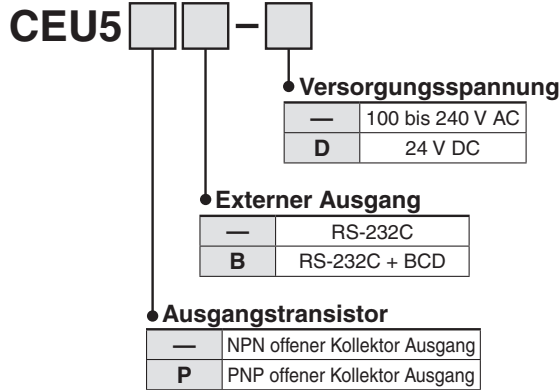 CEU5 –
Versorgungsspannung
— 100 bis 240 V AC
D 24 V DC
Externer Ausgang
— RS-232C
B RS-232C + BCD
Ausgangstransistor
— NPN offener Kollektor Ausgang
P PNP offener Kollektor Ausgang